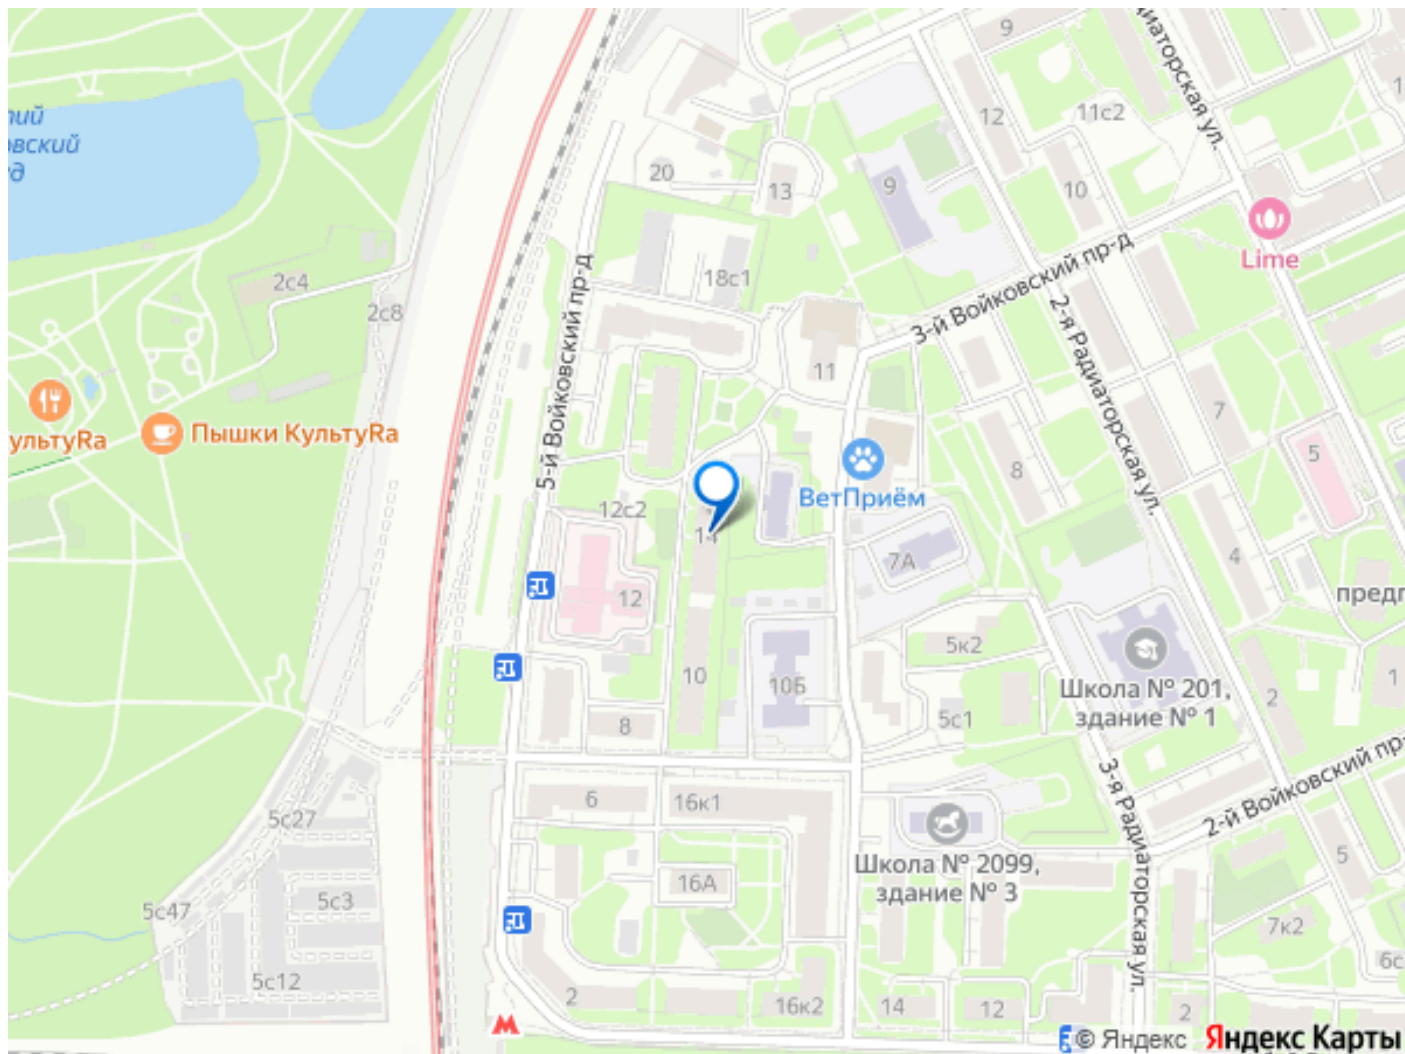 9
12
11с2
10
20
13
9
2с4
2с8
18с1
11
3-й Войковский пр-д
Lime
5-й Войковский пр-д
2-я Радиаторская ул.
Пышки КультуRa
7
5
8
ВетПриём
12с2
14
7А
4
12
5к2
10
10Б
5с1
Школа № 201,
здание № 1
2
1
8
6
16к1
3-я Радиаторская ул.
2-й Войковский
5с27
Школа № 2099,
здание № 3
5
16А
5с3
5с47
7к2
5с12
2
16к2
14
12
2
© Яндекс
Яндекс Карты